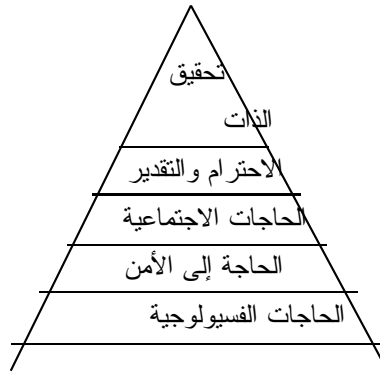 تحقيق
الذات
الاحترام والتقدير
الحاجات الاجتماعية
الحاجة إلى الأمن
الحاجات الفسيولوجية